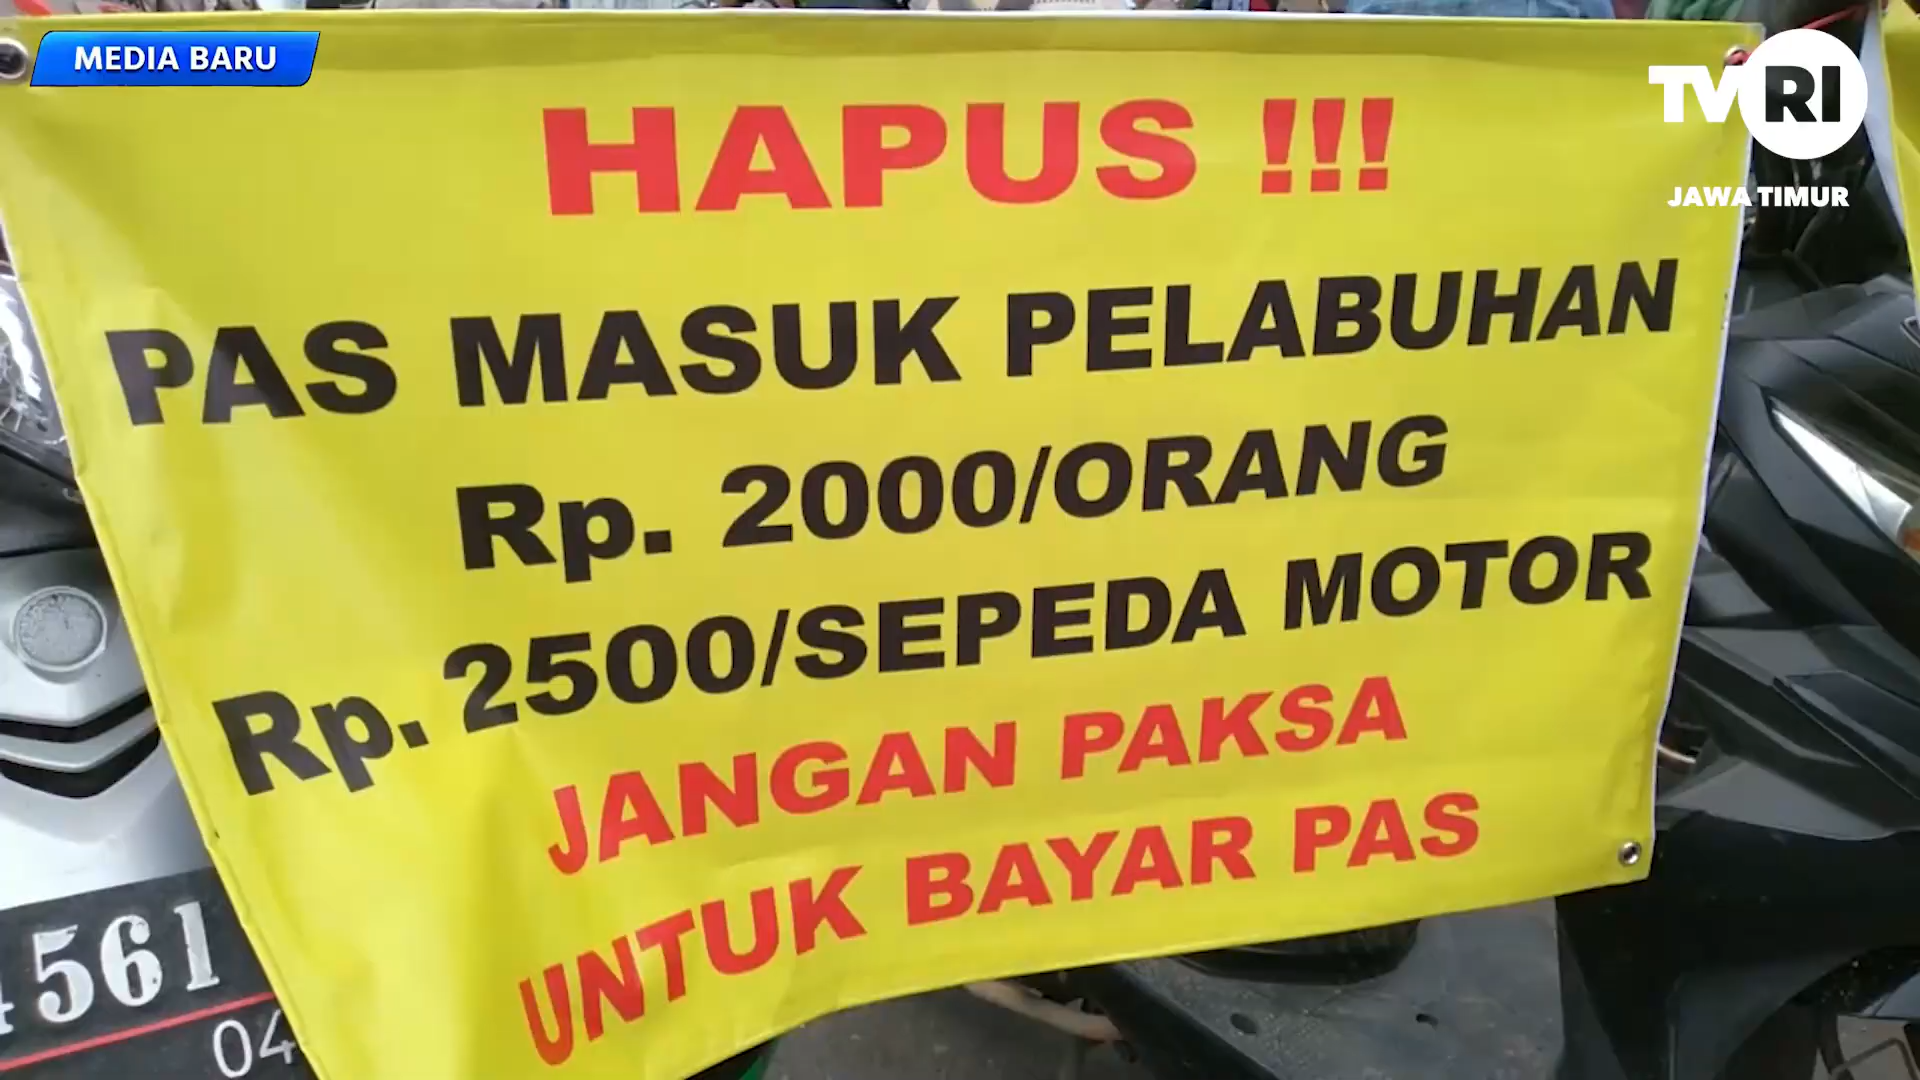 MEDIA BARU
TVRI
JAWA TIMUR
HAPUS !!!
PAS MASUK PELABUHAN
Rp. 2000/ORANG
Rp. 2500/SEPEDA MOTOR
JANGAN PAKSA
UNTUK BAYAR PAS
561
04